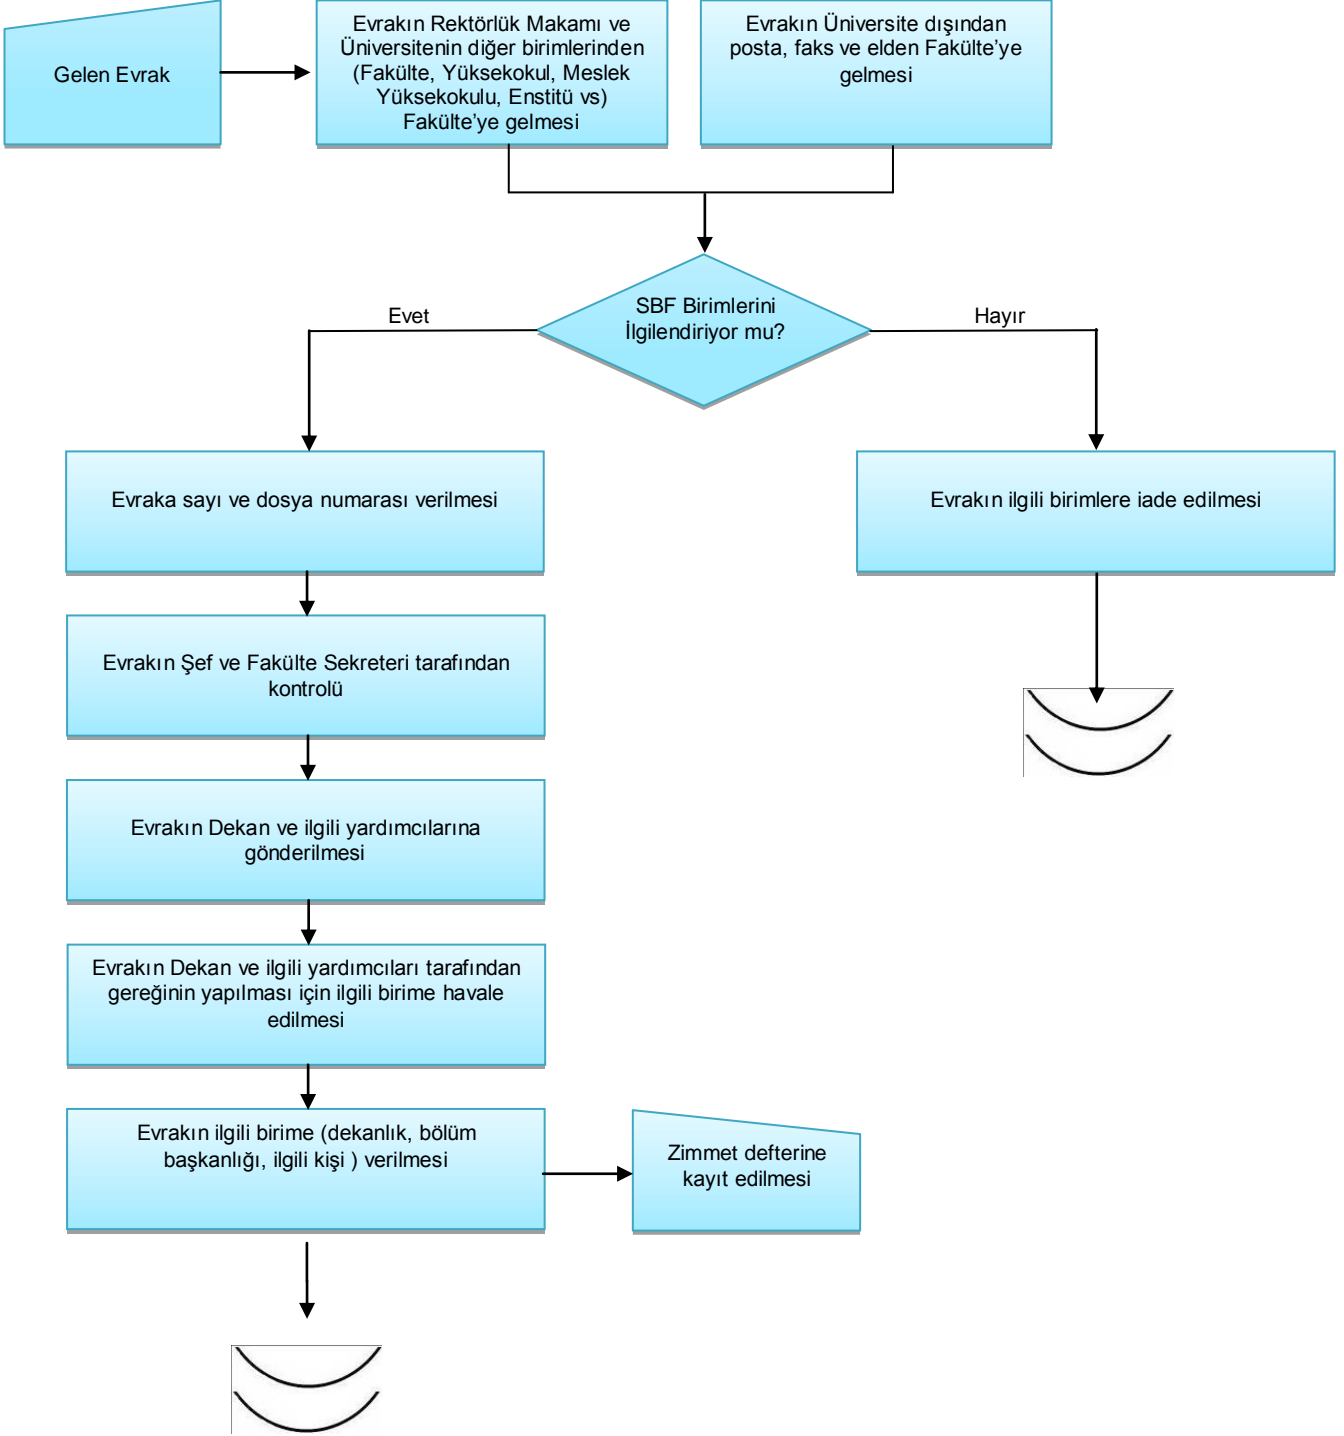 Gelen Evrak
Evrakın Rektörlük Makamı ve
Üniversitenin diğer birimlerinden
(Fakülte, Yüksekokul, Meslek
Yüksekokulu, Enstitü vs)
Fakülte’ye gelmesi
Evrakın Üniversite dışından
posta, faks ve elden Fakülte’ye
gelmesi
SBF Birimlerini
İlgilendiriyor mu?
Evet
Hayır
Evraka sayı ve dosya numarası verilmesi
Evrakın ilgili birimlere iade edilmesi
Evrakın Şef ve Fakülte Sekreteri tarafından
kontrolü
Evrakın Dekan ve ilgili yardımcılarına
gönderilmesi
Evrakın Dekan ve ilgili yardımcıları tarafından
gereğinin yapılması için ilgili birime havale
edilmesi
Evrakın ilgili birime (dekanlık, bölüm
başkanlığı, ilgili kişi ) verilmesi
Zimmet defterine
kayıt edilmesi